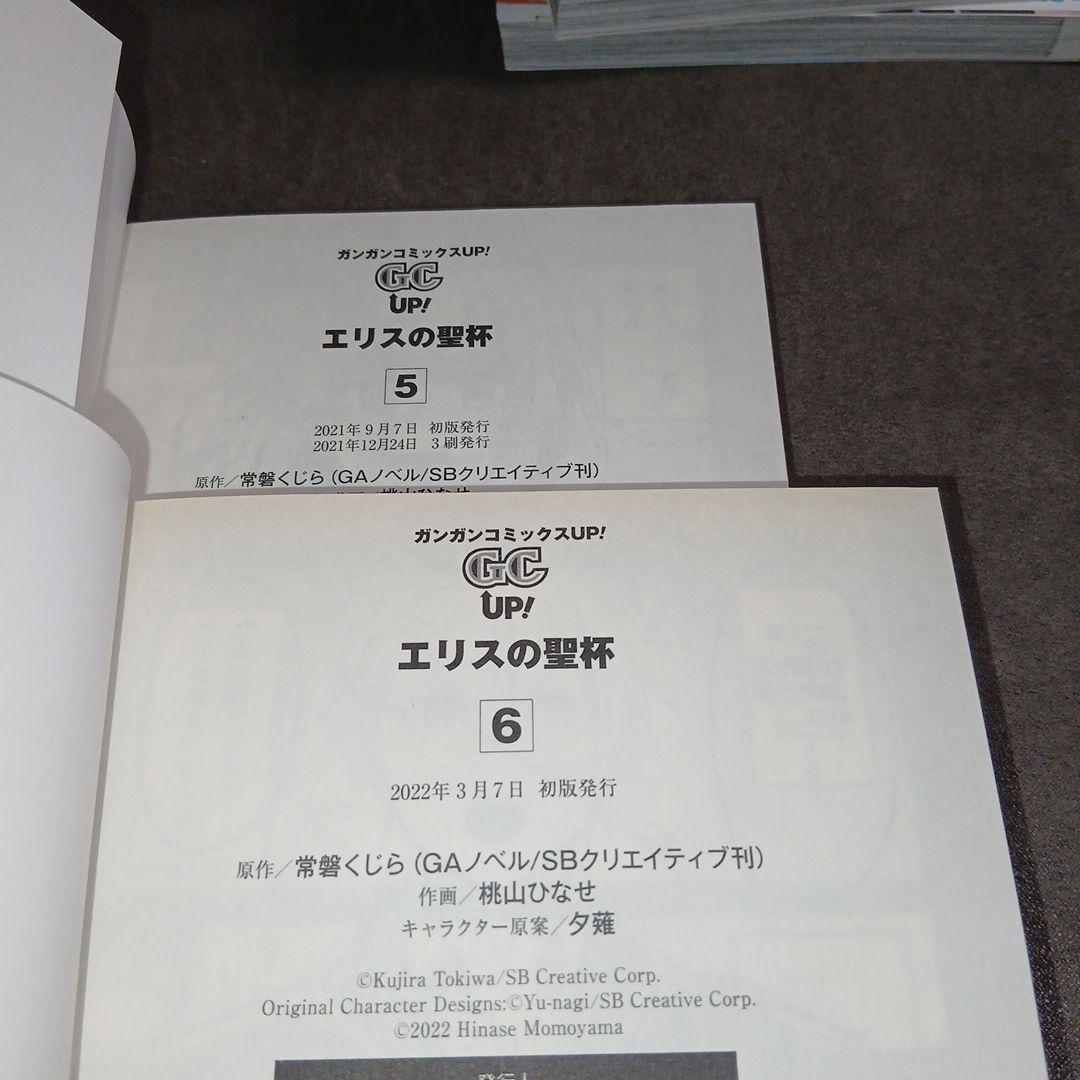 ガンガンコミックスUP!
GC
UP!
エリスの聖杯
5
2021年9月7日 初版発行
2021年12月24日 3刷発行
原作／常磐くじら（GAノベル/SBクリエイティブ刊）
桃山ひなせ
ガンガンコミックスUP!
GC
UP!
エリスの聖杯
6
2022年3月7日 初版発行
原作／常磐くじら（GAノベル/SBクリエイティブ刊）
作画／桃山ひなせ
キャラクター原案／夕薙
©Kujira Tokiwa/SB Creative Corp.
Original Character Designs:©Yu-nagi/SB Creative Corp.
©2022 Hinase Momoyama
発行人